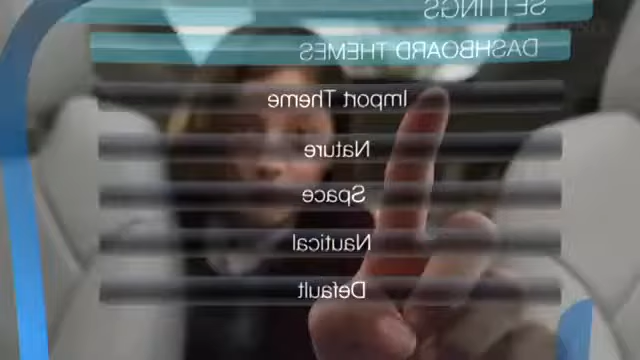 SETTINGS
DASHBOARD THEMES
Import Theme
Nature
Space
Nautical
Default